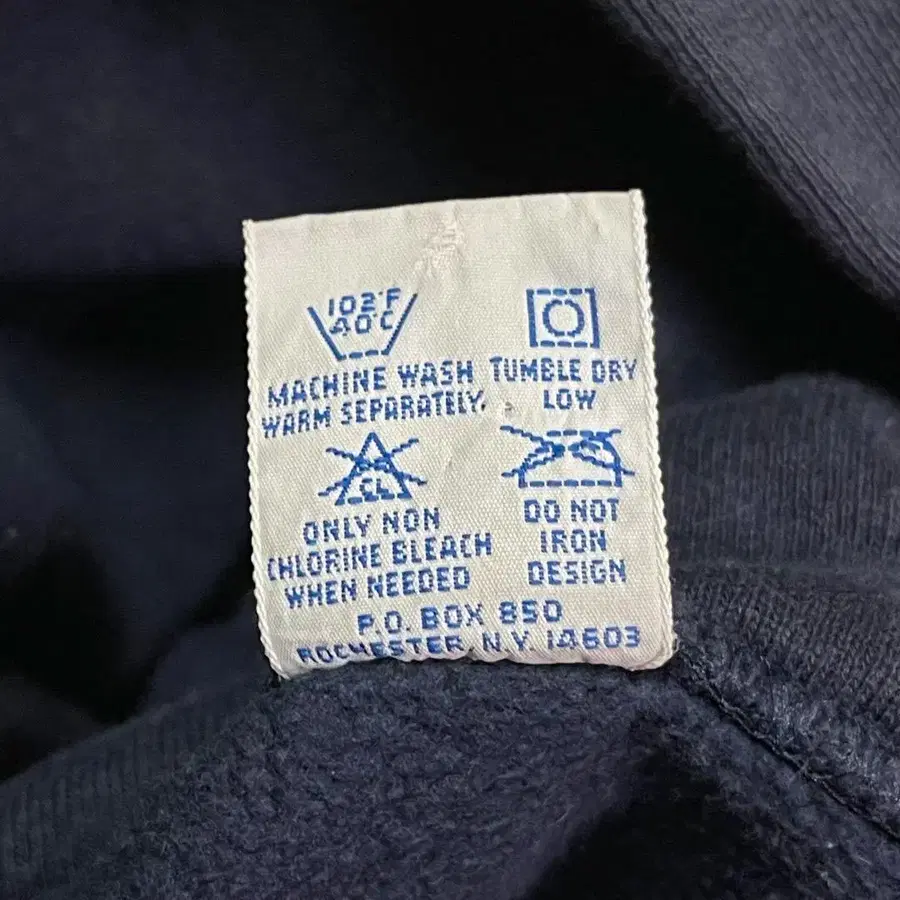 102°F
40°C
MACHINE WASH
WARM SEPARATELY.
TUMBLE DRY
LOW
CL
ONLY NON
CHLORINE BLEACH
WHEN NEEDED
DO NOT
IRON
DESIGN
P.O. BOX 850
ROCHESTER, N.Y. 14603